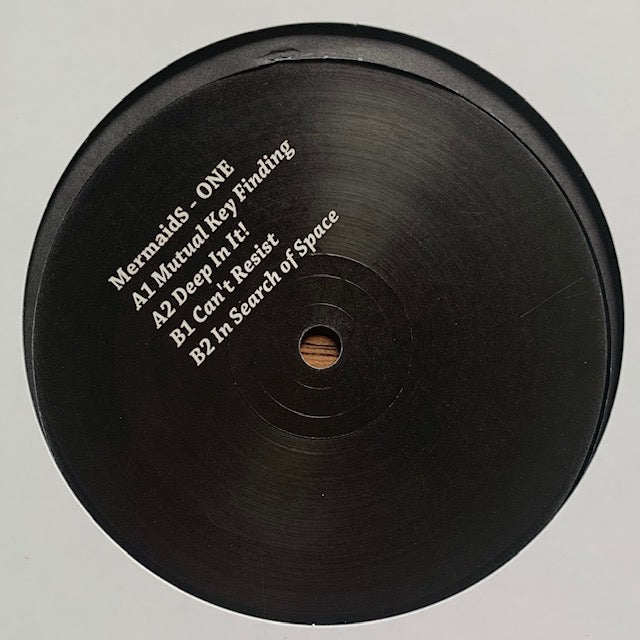 MermaidS - ONE
A1 Mutual Key Finding
A2 Deep In It!
B1 Can't Resist
B2 In Search of Space